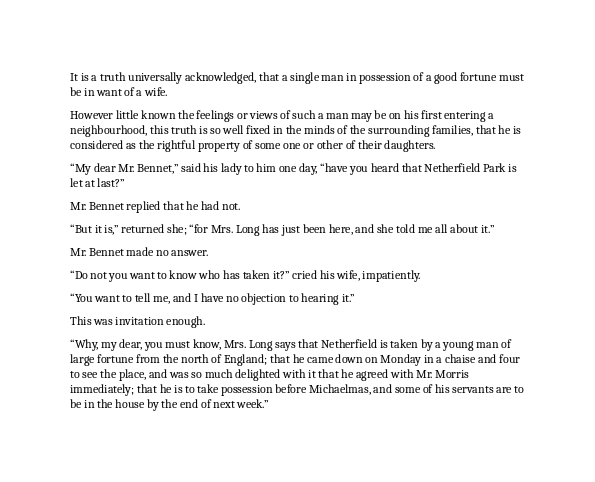 It is a truth universally acknowledged, that a single man in possession of a good fortune must
be in want of a wife.
However little known the feelings or views of such a man may be on his first entering a
neighbourhood, this truth is so well fixed in the minds of the surrounding families, that he is
considered as the rightful property of some one or other of their daughters.
“My dear Mr. Bennet,” said his lady to him one day, “have you heard that Netherfield Park is
let at last?”
Mr. Bennet replied that he had not.
“But it is,” returned she; “for Mrs. Long has just been here, and she told me all about it.”
Mr. Bennet made no answer.
“Do not you want to know who has taken it?” cried his wife, impatiently.
“You want to tell me, and I have no objection to hearing it.”
This was invitation enough.
“Why, my dear, you must know, Mrs. Long says that Netherfield is taken by a young man of
large fortune from the north of England; that he came down on Monday in a chaise and four
to see the place, and was so much delighted with it that he agreed with Mr. Morris
immediately; that he is to take possession before Michaelmas, and some of his servants are to
be in the house by the end of next week.”